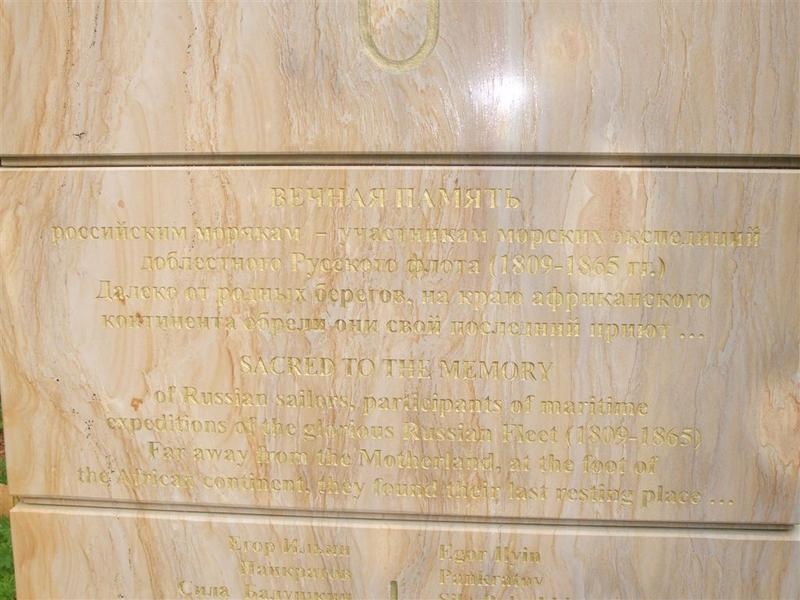 ВЕЧНАЯ ПАМЯТЬ
российским морякам – участникам морских экспедиций
доблестного Русского флота (1809-1865 гг.)
Далеко от родных берегов, на краю африканского
континента обрели они свой последний приют ...
SACRED TO THE MEMORY
of Russian sailors, participants of maritime
expeditions of the glorious Russian Fleet (1809-1865)
Far away from the Motherland, at the foot of
the African continent, they found their last resting place ...
Егор Ильин Egor Ilyin
Панкратов Pankratov
Сила Балушкин